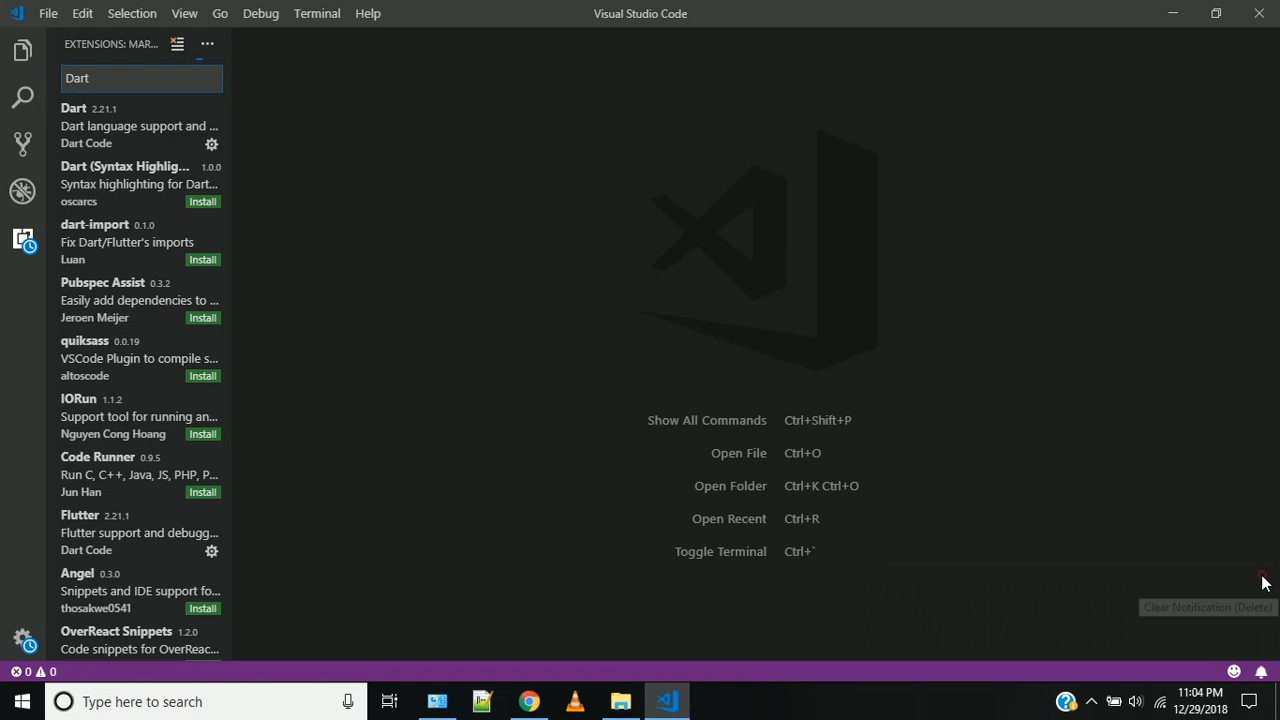 File Edit Selection View Go Debug Terminal Help
Visual Studio Code
EXTENSIONS: MAR...
Dart
Dart 2.21.1
Dart language support and ...
Dart Code
Dart (Syntax Highlig... 1.0.0
Syntax highlighting for Dart...
oscarcs Install
dart-import 0.1.0
Fix Dart/Flutter's imports
Luan Install
Pubspec Assist 0.3.2
Easily add dependencies to ...
Jeroen Meijer Install
quiksass 0.0.19
VSCode Plugin to compile s...
altoscode Install
IORun 1.1.2
Support tool for running an...
Nguyen Cong Hoang Install
Code Runner 0.9.5
Run C, C++, Java, JS, PHP, P...
Jun Han Install
Flutter 2.21.1
Flutter support and debugg...
Dart Code
Angel 0.3.0
Snippets and IDE support fo...
thosakwe0541 Install
OverReact Snippets 1.2.0
Code snippets for OverReac...
Show All Commands Ctrl+Shift+P
Open File Ctrl+O
Open Folder Ctrl+K Ctrl+O
Open Recent Ctrl+R
Toggle Terminal Ctrl+`
Clear Notification (Delete)
0 0
Type here to search
11:04 PM
12/29/2018